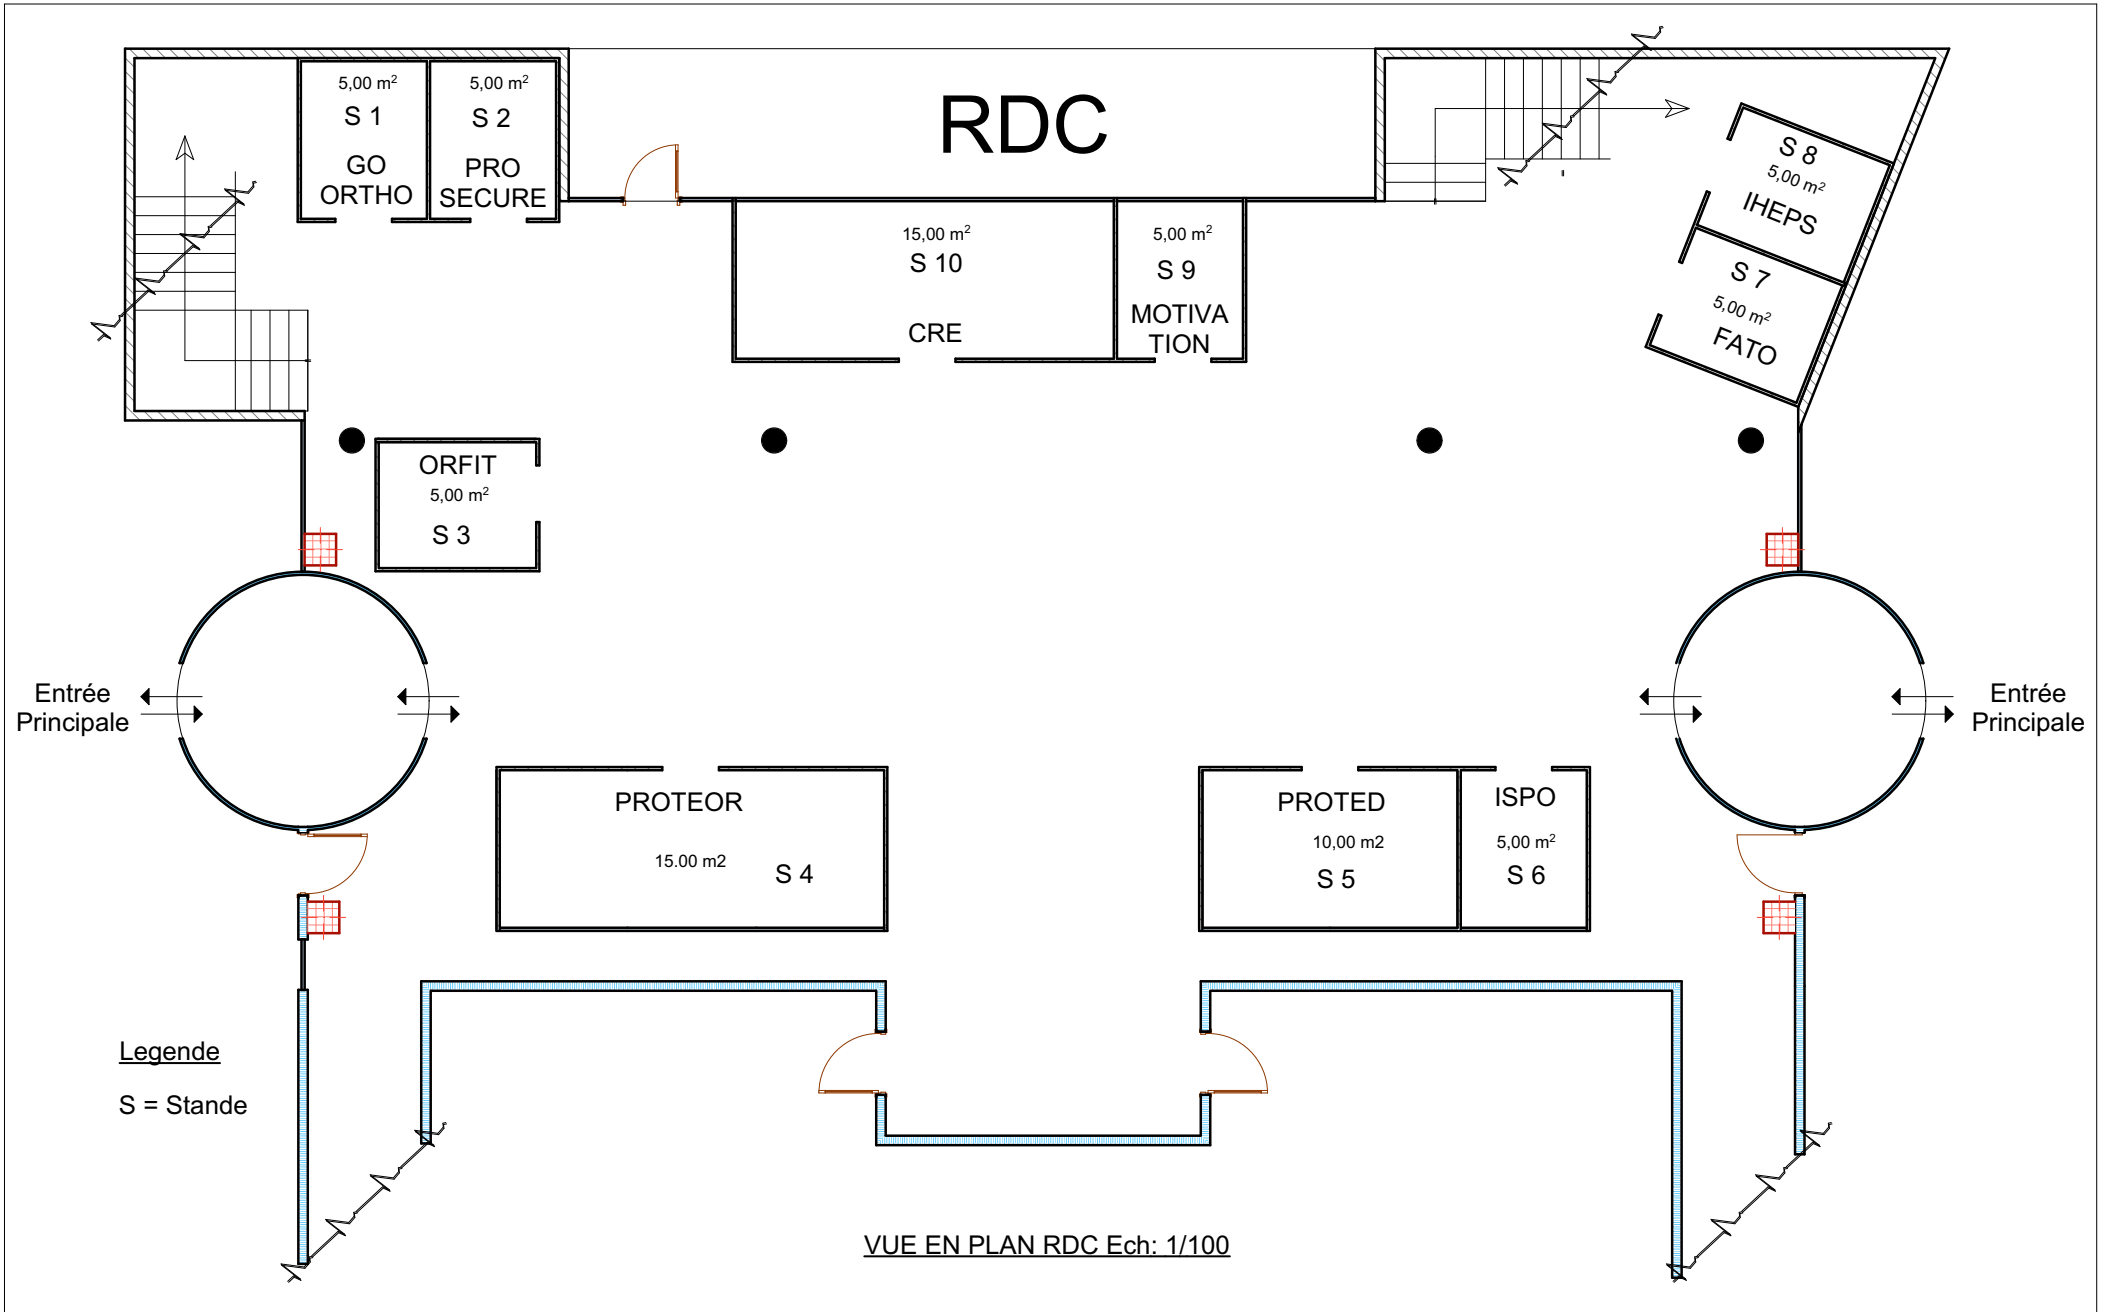 5,00 m²
S 1
GO
ORTHO
5,00 m²
S 2
PRO
SECURE
RDC
S 8
5,00 m²
IHEPS
S 7
5,00 m²
FATO
15,00 m²
S 10
CRE
5,00 m²
S 9
MOTIVA
TION
ORFIT
5,00 m²
S 3
Entrée
Principale
Entrée
Principale
PROTEOR
15.00 m2
S 4
PROTED
10,00 m2
S 5
ISPO
5,00 m²
S 6
Legende
S = Stande
VUE EN PLAN RDC Ech: 1/100